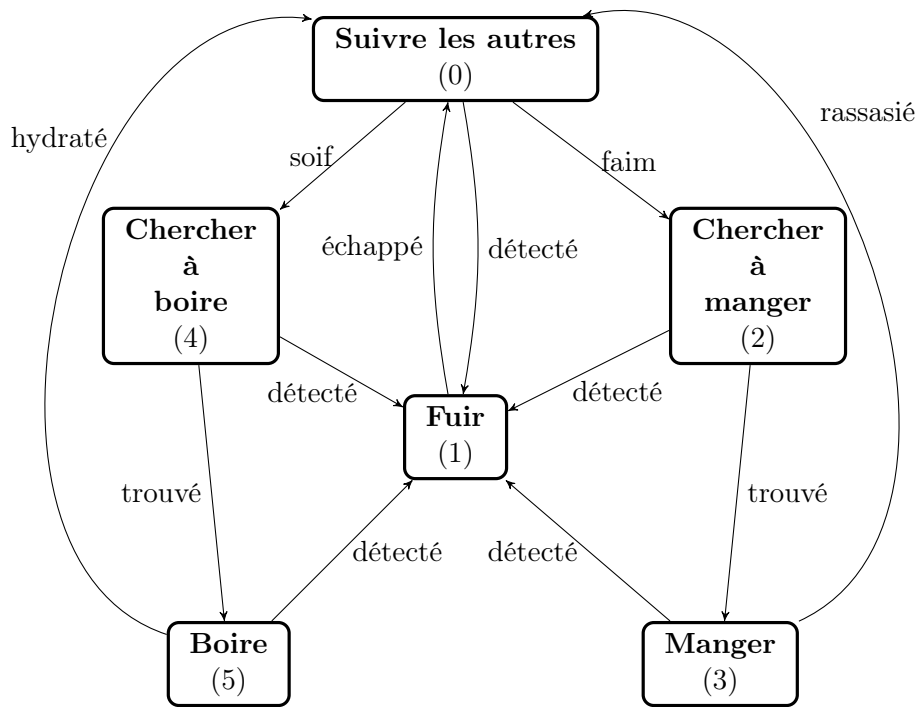 Suivre les autres
(0)
hydraté
rassasié
soif
faim
Chercher
à
boire
(4)
échappé
détecté
Chercher
à
manger
(2)
détecté
détecté
Fuir
(1)
trouvé
trouvé
détecté
détecté
Boire
(5)
Manger
(3)